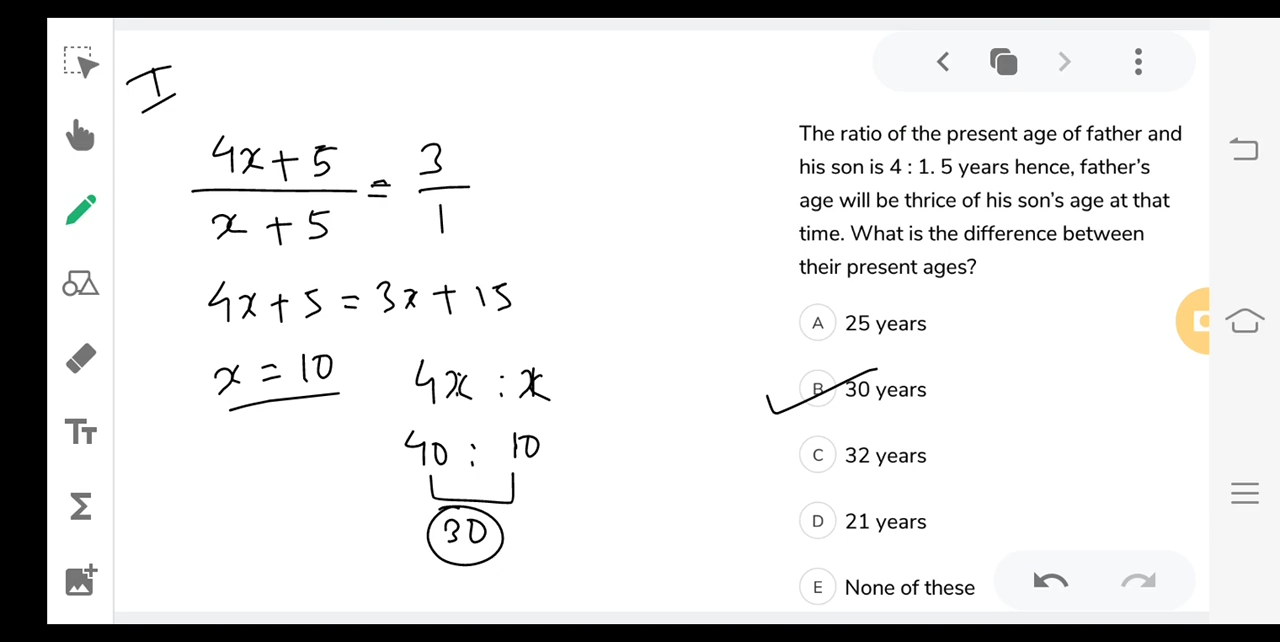 I
4x + 5 / x + 5 = 3 / 1
4x + 5 = 3x + 15
x = 10
4x : x
40 : 10
30
The ratio of the present age of father and
his son is 4 : 1. 5 years hence, father's
age will be thrice of his son's age at that
time. What is the difference between
their present ages?
A 25 years
B 30 years
C 32 years
D 21 years
E None of these
TT
Σ